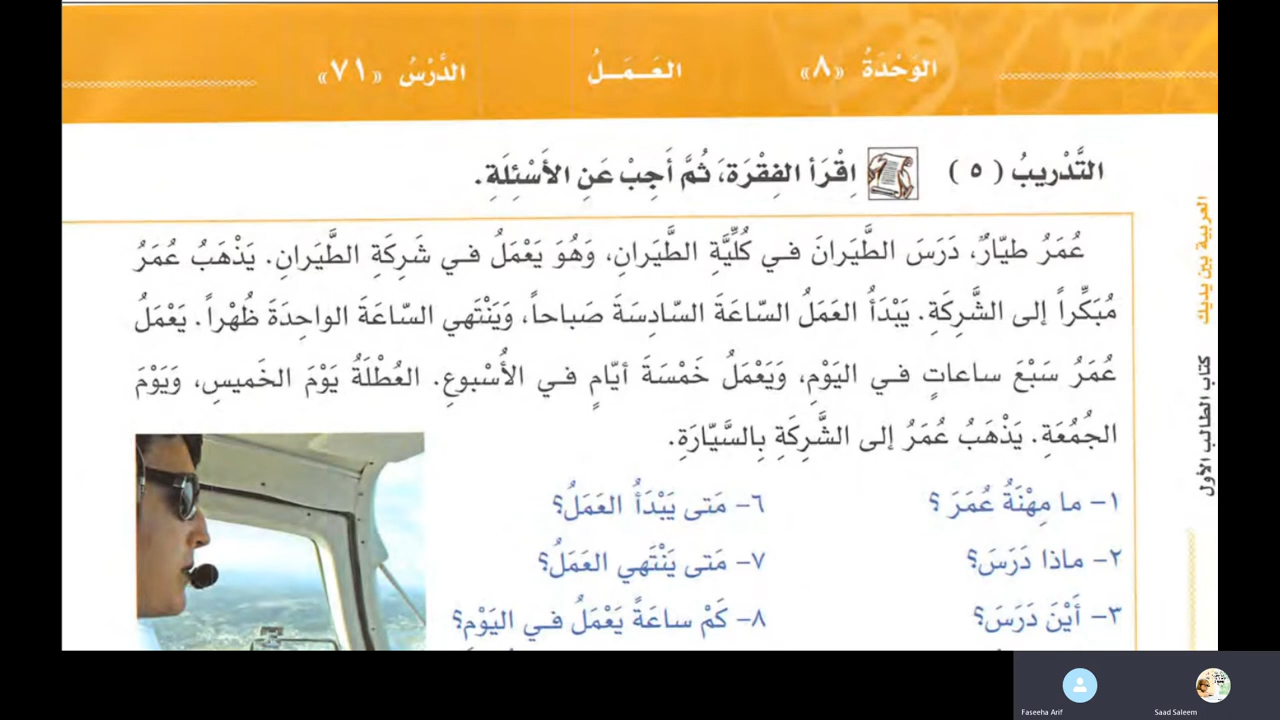 الوَحْدَةُ «٨» العَمَلُ الدَّرْسُ «٧١»
التَّدْرِيبُ ( ٥ ) اِقْرَأ الفِقْرَةَ، ثُمَّ أَجِبْ عَنِ الأَسْئِلَةِ.
عُمَرُ طيّارٌ، دَرَسَ الطَّيَرانَ في كُلِّيَّةِ الطَّيَرانِ، وَهُوَ يَعْمَلُ في شَرِكَةِ الطَّيَرانِ. يَذْهَبُ عُمَرُ
مُبَكِّراً إلى الشَّرِكَةِ. يَبْدَأُ العَمَلُ السّاعَةَ السّادِسَةَ صَباحاً، وَيَنْتَهي السّاعَةَ الواحِدَةَ ظُهْراً. يَعْمَلُ
عُمَرُ سَبْعَ ساعاتٍ في اليَوْمِ، وَيَعْمَلُ خَمْسَةَ أيّامٍ في الأُسْبوعِ. العُطْلَةُ يَوْمَ الخَميسِ، وَيَوْمَ
الجُمُعَةِ. يَذْهَبُ عُمَرُ إلى الشَّرِكَةِ بِالسَّيّارَةِ.
١- ما مِهْنَةُ عُمَرَ ؟
٢- ماذا دَرَسَ؟
٣- أَيْنَ دَرَسَ؟
٦- مَتى يَبْدَأُ العَمَلُ؟
٧- مَتى يَنْتَهي العَمَلُ؟
٨- كَمْ ساعَةً يَعْمَلُ في اليَوْمِ؟
العربية بين يديك
كتاب الطالب الأول
Faseeha Arif
Saad Saleem